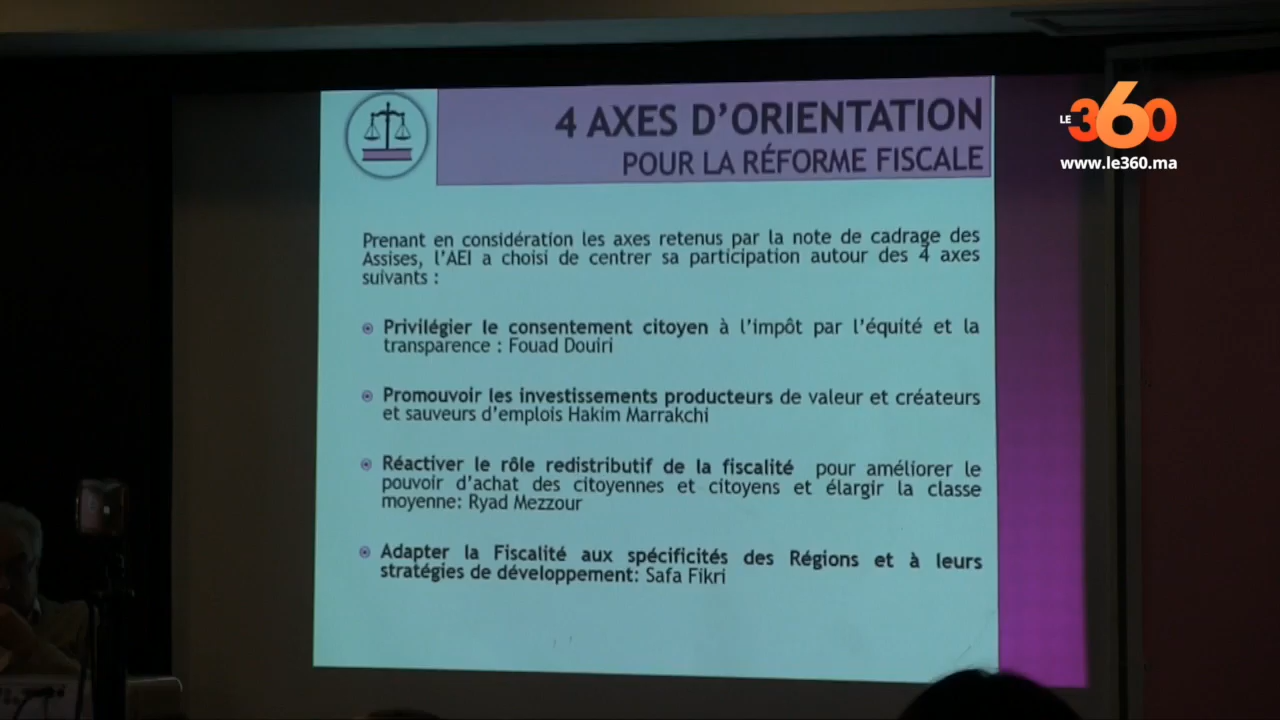 4 AXES D'ORIENTATION
POUR LA RÉFORME FISCALE
LE 360
www.le360.ma
Prenant en considération les axes retenus par la note de cadrage des
Assises, l'AEI a choisi de centrer sa participation autour des 4 axes
suivants :
Privilégier le consentement citoyen à l'impôt par l'équité et la
transparence : Fouad Douiri
Promouvoir les investissements producteurs de valeur et créateurs
et sauveurs d'emplois Hakim Marrakchi
Réactiver le rôle redistributif de la fiscalité pour améliorer le
pouvoir d'achat des citoyennes et citoyens et élargir la classe
moyenne: Ryad Mezzour
Adapter la Fiscalité aux spécificités des Régions et à leurs
stratégies de développement: Safa Fikri